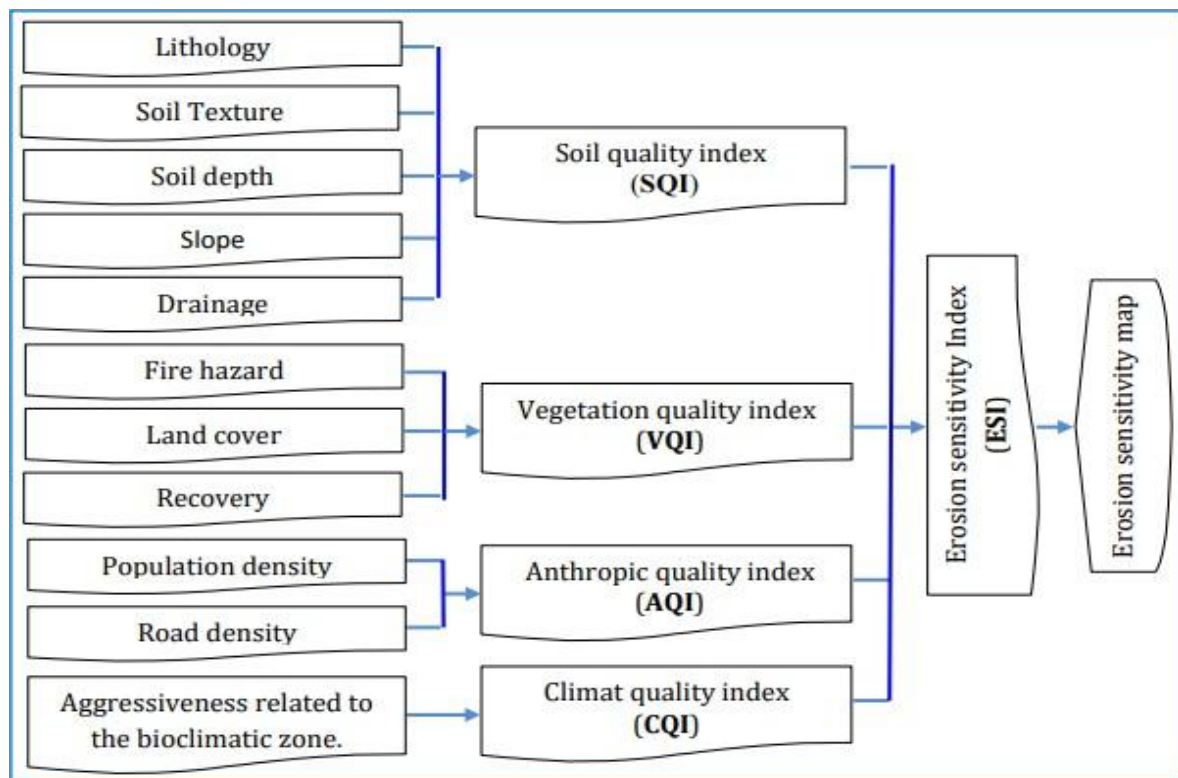 Lithology
Soil Texture
Soil depth
Slope
Drainage
Fire hazard
Land cover
Recovery
Population density
Road density
Aggressiveness related to
the bioclimatic zone.
Soil quality index
(SQI)
Vegetation quality index
(VQI)
Anthropic quality index
(AQI)
Climat quality index
(CQI)
Erosion sensitivity Index
(ESI)
Erosion sensitivity map